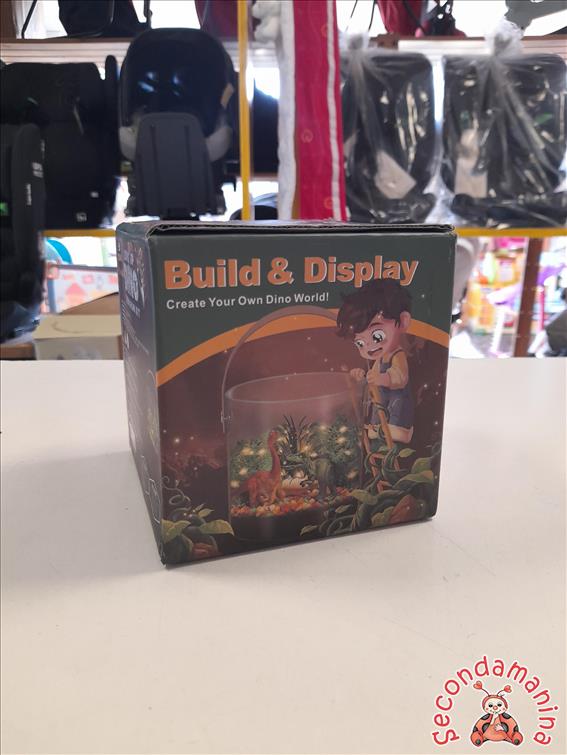 Build & Display
Create Your Own Dino World!
Secondamanina